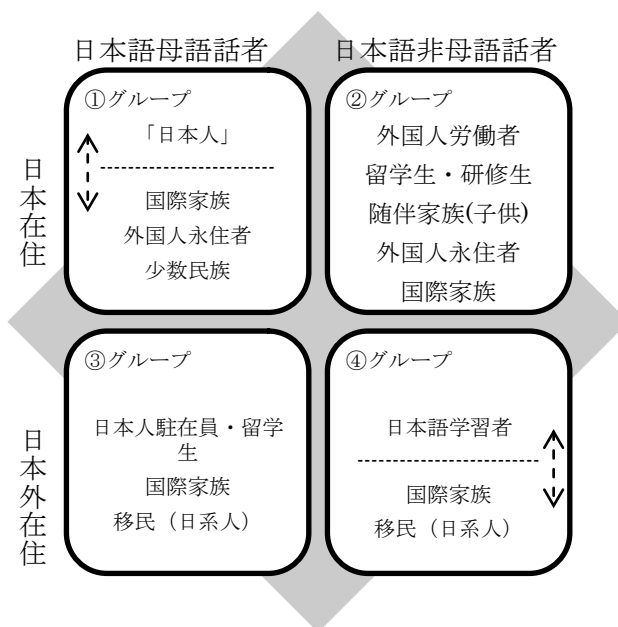 日本語母語話者
日本語非母語話者
日本在住
①グループ
「日本人」
国際家族
外国人永住者
少数民族
②グループ
外国人労働者
留学生・研修生
随伴家族(子供)
外国人永住者
国際家族
日本外在住
③グループ
日本人駐在員・留学
生
国際家族
移民（日系人）
④グループ
日本語学習者
国際家族
移民（日系人）